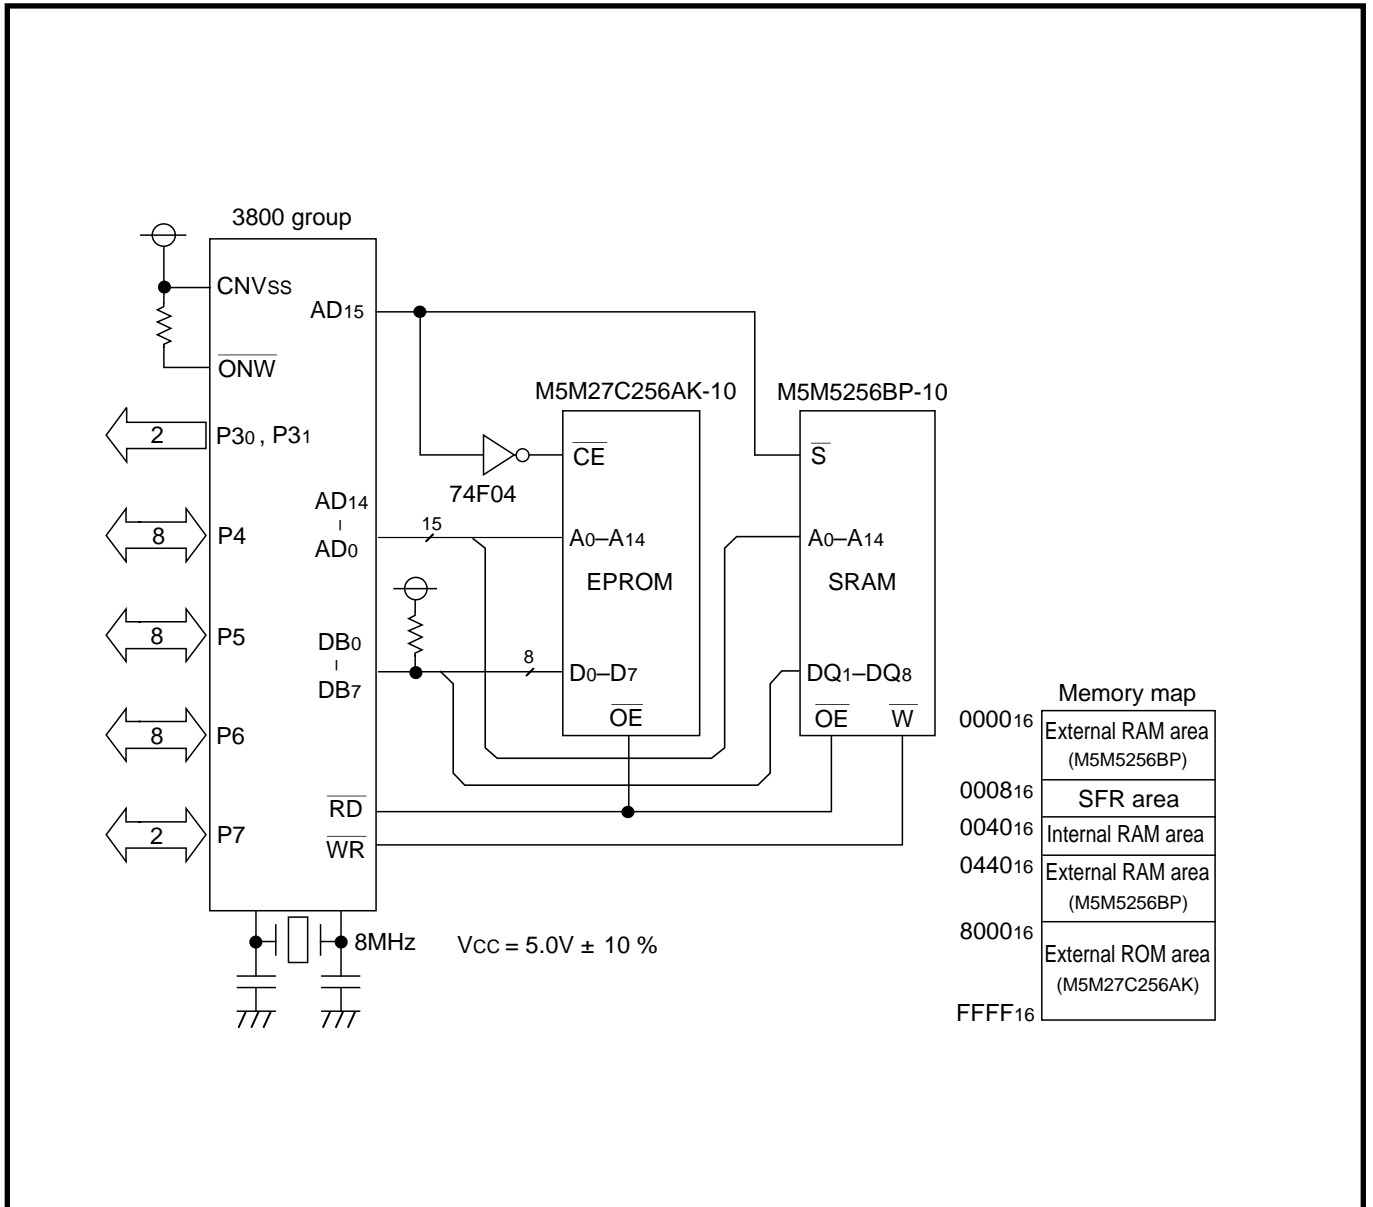 3800 group
CNVSS
AD15
ONW
M5M27C256AK-10
M5M5256BP-10
2
P30 , P31
CE
S
74F04
AD14
–
AD0
15
A0–A14
A0–A14
8
P4
EPROM
SRAM
8
P5
DB0
–
DB7
8
D0–D7
DQ1–DQ8
OE
OE
W
8
P6
RD
2
P7
WR
8MHz
VCC = 5.0V ± 10 %
Memory map
000016
External RAM area
(M5M5256BP)
000816
SFR area
004016
Internal RAM area
044016
External RAM area
(M5M5256BP)
800016
External ROM area
(M5M27C256AK)
FFFF16